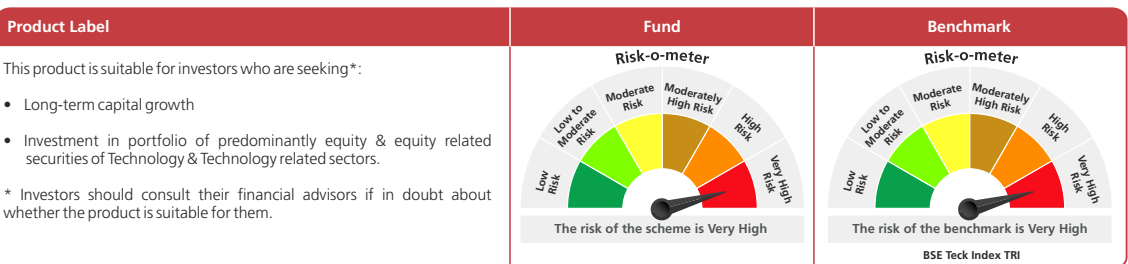 Product Label
Fund
Benchmark
This product is suitable for investors who are seeking*:
• Long-term capital growth
• Investment in portfolio of predominantly equity & equity related
securities of Technology & Technology related sectors.
* Investors should consult their financial advisors if in doubt about
whether the product is suitable for them.
Risk-o-meter
Low
Risk
Low to
Moderate
Risk
Moderate
Risk
Moderately
High Risk
High
Risk
Very High
Risk
The risk of the scheme is Very High
Risk-o-meter
Low
Risk
Low to
Moderate
Risk
Moderate
Risk
Moderately
High Risk
High
Risk
Very High
Risk
The risk of the benchmark is Very High
BSE Teck Index TRI